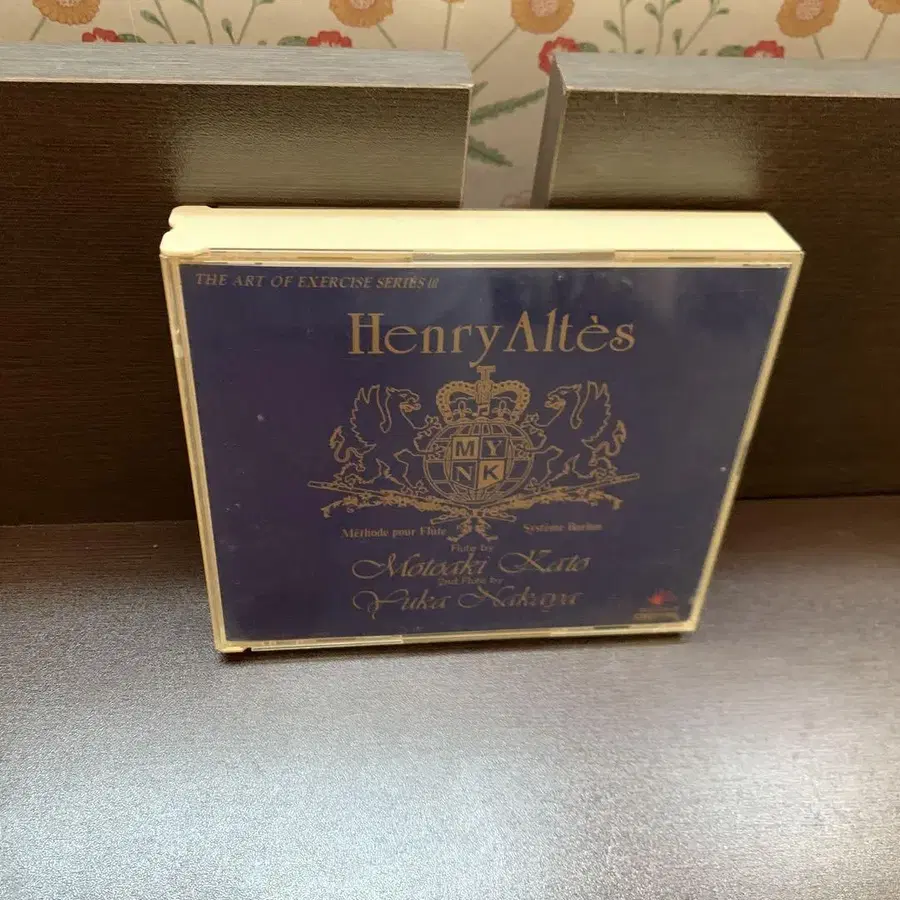 THE ART OF EXERCISE SERIES
Henry Altès
M Y
N K
Méthode pour Flûte Système Boehm
Flute by
Motoaki Kato
2nd Flute by
Yuka Nakaya